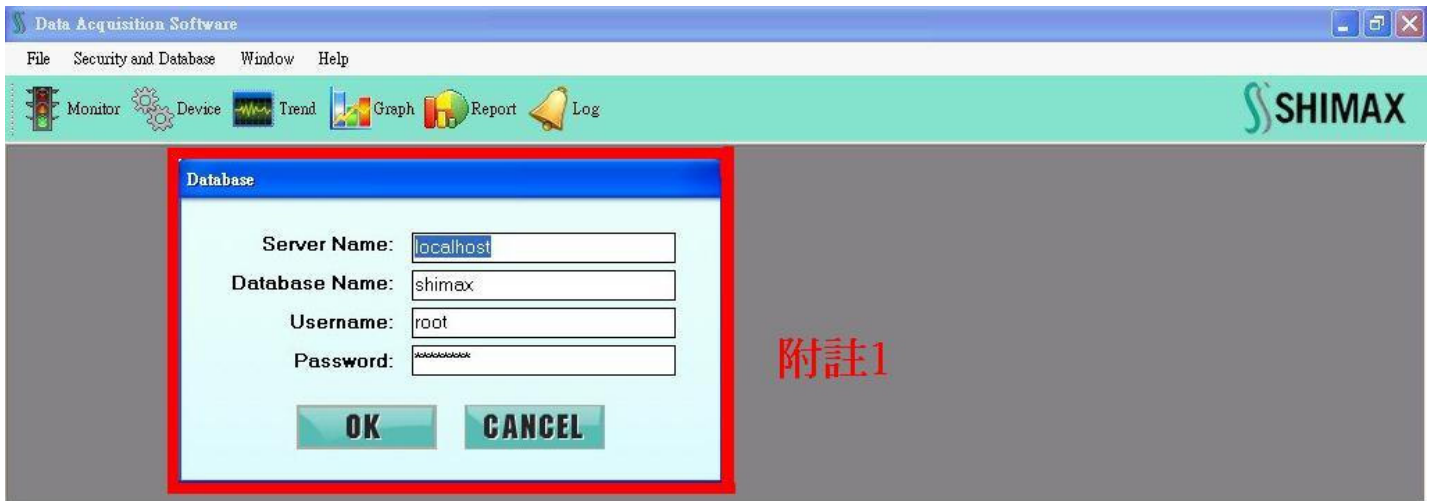 Data Acquisition Software
File Security and Database Window Help
Monitor Device Trend Graph Report Log
SHIMAX
Database
Server Name: localhost
Database Name: shimax
Username: root
Password: *********
附註1
OK CANCEL